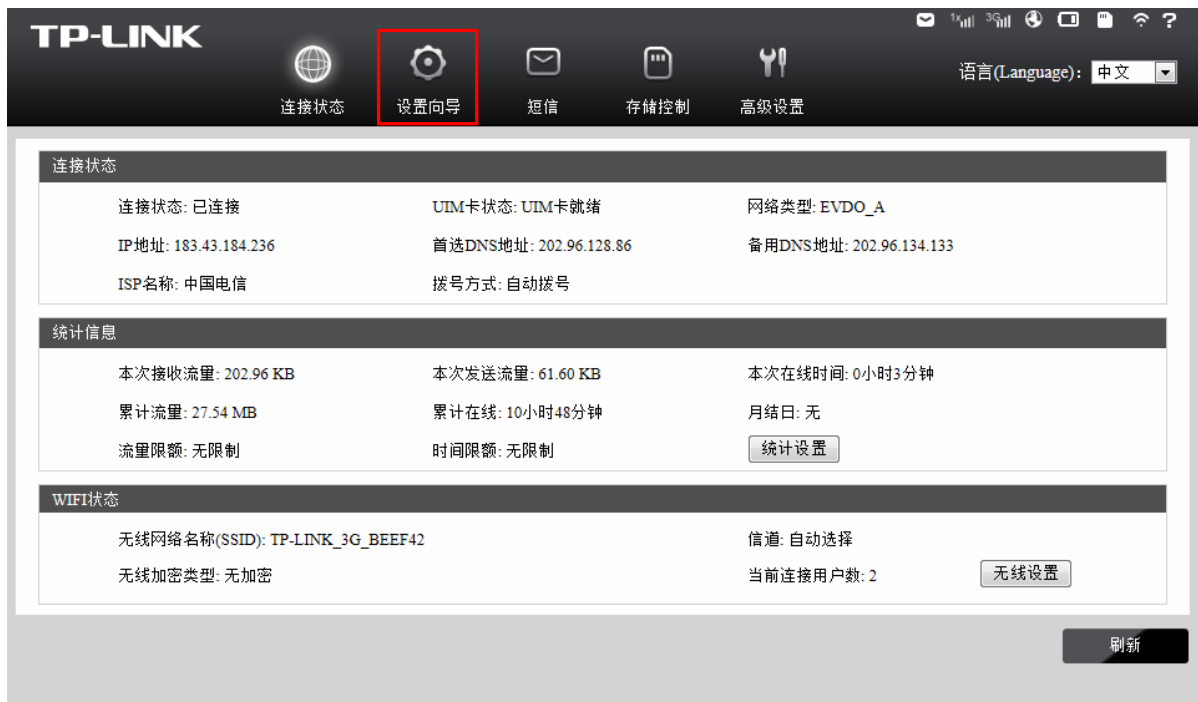 TP-LINK
1x 3G ?
语言(Language): 中文
连接状态 设置向导 短信 存储控制 高级设置
连接状态
连接状态: 已连接 UIM卡状态: UIM卡就绪 网络类型: EVDO_A
IP地址: 183.43.184.236 首选DNS地址: 202.96.128.86 备用DNS地址: 202.96.134.133
ISP名称: 中国电信 拨号方式: 自动拨号
统计信息
本次接收流量: 202.96 KB 本次发送流量: 61.60 KB 本次在线时间: 0小时3分钟
累计流量: 27.54 MB 累计在线: 10小时48分钟 月结日: 无
流量限额: 无限制 时间限额: 无限制 统计设置
WIFI状态
无线网络名称(SSID): TP-LINK_3G_BEEF42 信道: 自动选择
无线加密类型: 无加密 当前连接用户数: 2 无线设置
刷新